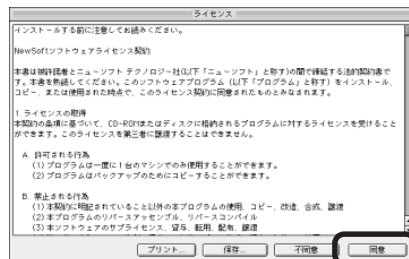 ライセンス
インストールする前に注意してお読みください。
NewSoftソフトウェアライセンス契約
本書は被許諾者とニューソフト テクノロジー社(以下「ニューソフト」と称す)の間で締結する法的契約書で
す。本書を熟読してください。このソフトウェアプログラム（以下「プログラム」と称す）をインストール、
コピー、または使用された時点で、このライセンス契約に同意されたものとみなされます。
1.ライセンスの取得
本契約の条項に基づいて、CD-ROMまたはディスクに格納されるプログラムに対するライセンスを受けること
ができます。このライセンスを第三者に譲渡することはできません。
A. 許可される行為
(1)プログラムは一度に1台のマシンでのみ使用することができます。
(2)プログラムはバックアップのためにコピーすることができます。
B. 禁止される行為
(1)本契約に明記されていること以外の本プログラムの使用、コピー、改造、合成、譲渡
(2)本プログラムのリバースアッセンブル、リバースコンパイル
(3)本ソフトウェアのサブライセンス、貸与、転用、配布、譲渡
プリント... 保存... 不同意 同意